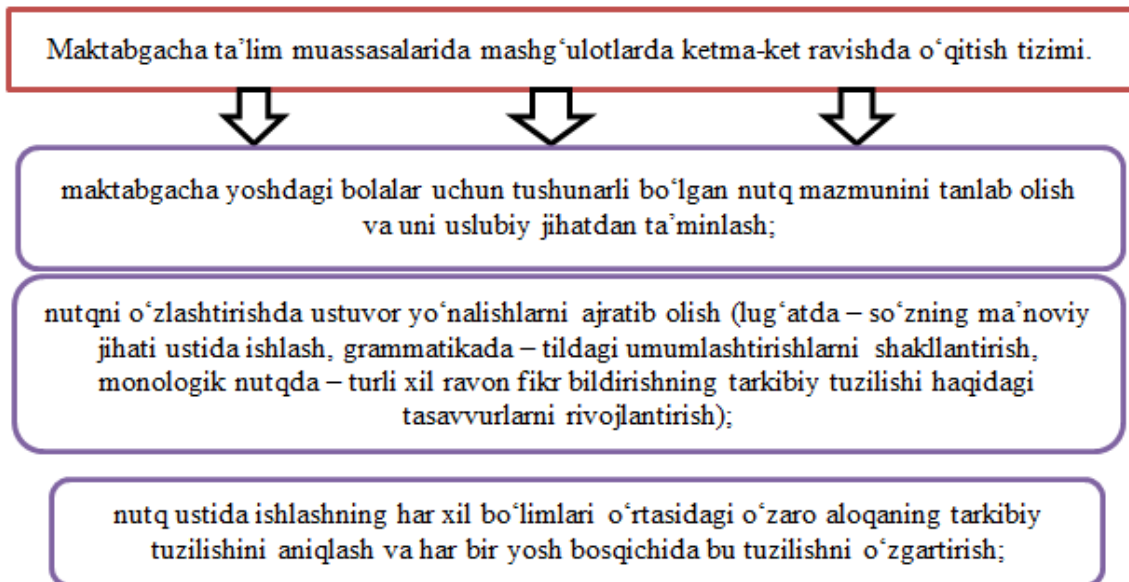 Maktabgacha ta’lim muassasalarida mashg‘ulotlarda ketma-ket ravishda o‘qitish tizimi.
maktabgacha yoshdagi bolalar uchun tushunarli bo‘lgan nutq mazmunini tanlab olish
va uni uslubiy jihatdan ta’minlash;
nutqni o‘zlashtirishda ustuvor yo‘nalishlarni ajratib olish (lug‘atda – so‘zning ma’noviy
jihati ustida ishlash, grammatikada – tildagi umumlashtirishlarni shakllantirish,
monologik nutqda – turli xil ravon fikr bildirishning tarkibiy tuzilishi haqidagi
tasavvurlarni rivojlantirish);
nutq ustida ishlashning har xil bo‘limlari o‘rtasidagi o‘zaro aloqaning tarkibiy
tuzilishini aniqlash va har bir yosh bosqichida bu tuzilishni o‘zgartirish;